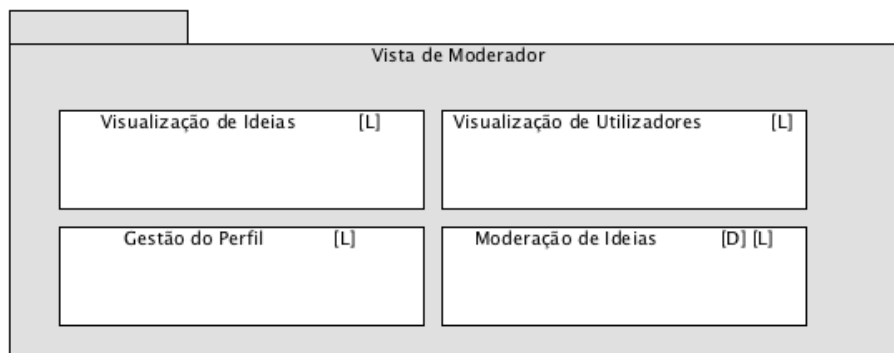 Vista de Moderador
Visualização de Ideias [L]
Visualização de Utilizadores [L]
Gestão do Perfil [L]
Moderação de Ideias [D] [L]